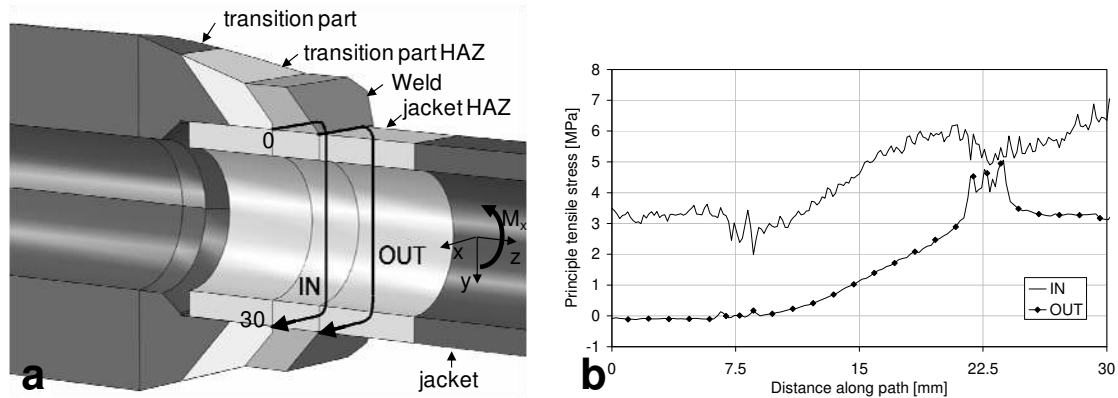 transition part
transition part HAZ
Weld
jacket HAZ
0
Mx
x
z
y
OUT
IN
30
jacket
a
8
7
6
5
4
3
2
1
0
-1
Principle tensile stress [MPa]
IN
OUT
0 7.5 15 22.5 30
Distance along path [mm]
b